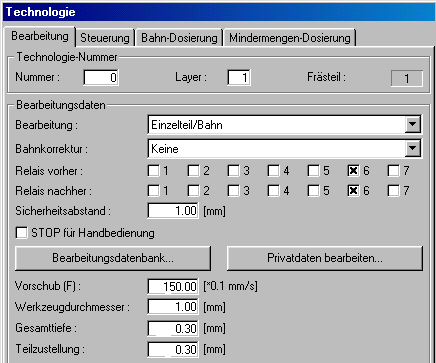 Technologie
Bearbeitung Steuerung Bahn-Dosierung Mindermengen-Dosierung
Technologie-Nummer
Nummer : 0 Layer : 1 Frästeil : 1
Bearbeitungsdaten
Bearbeitung : Einzelteil/Bahn
Bahnkorrektur : Keine
Relais vorher : 1 2 3 4 5 6 7
Relais nachher : 1 2 3 4 5 6 7
Sicherheitsabstand : 1.00 [mm]
STOP für Handbedienung
Bearbeitungsdatenbank... Privatdaten bearbeiten...
Vorschub (F) : 150.00 [*0.1 mm/s]
Werkzeugdurchmesser : 1.00 [mm]
Gesamttiefe : 0.30 [mm]
Teilzustellung : 0.30 [mm]